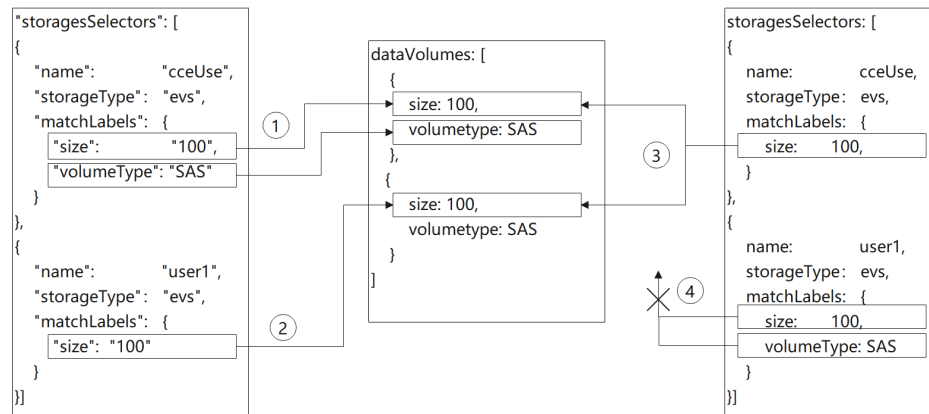 "storagesSelectors": [
{
"name": "cceUse",
"storageType": "evs",
"matchLabels": {
"size": "100",
"volumeType": "SAS"
}
},
{
"name": "user1",
"storageType": "evs",
"matchLabels": {
"size": "100"
}
}]
1
2
dataVolumes: [
{
size: 100,
volumetype: SAS
},
{
size: 100,
volumetype: SAS
}
]
3
4
storagesSelectors: [
{
name: cceUse,
storageType: evs,
matchLabels: {
size: 100,
}
},
{
name: user1,
storageType: evs,
matchLabels: {
size: 100,
volumeType: SAS
}
}]